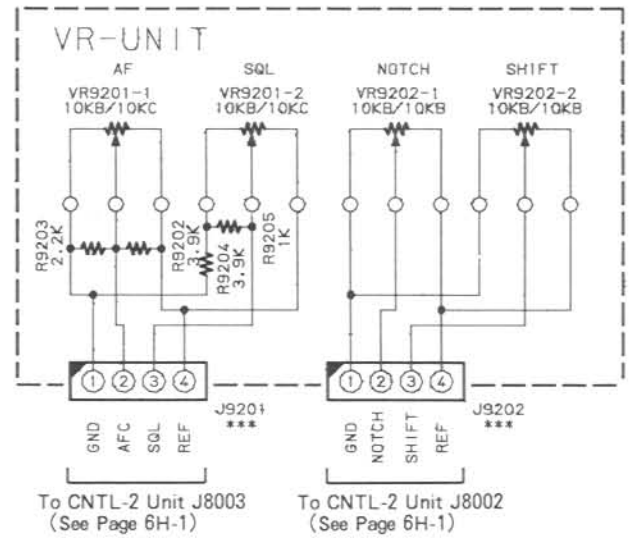 VR-UNIT
AF
SQL
NOTCH
SHIFT
VR9201-1
10KB/10KC
VR9201-2
10KB/10KC
VR9202-1
10KB/10KB
VR9202-2
10KB/10KB
R9203
2.2K
R9202
3.9K
R9204
3.9K
R9205
1K
1 2 3 4
J9201
***
GND
AFC
SQL
REF
1 2 3 4
J9202
***
GND
NOTCH
SHIFT
REF
To CNTL-2 Unit J8003
(See Page 6H-1)
To CNTL-2 Unit J8002
(See Page 6H-1)